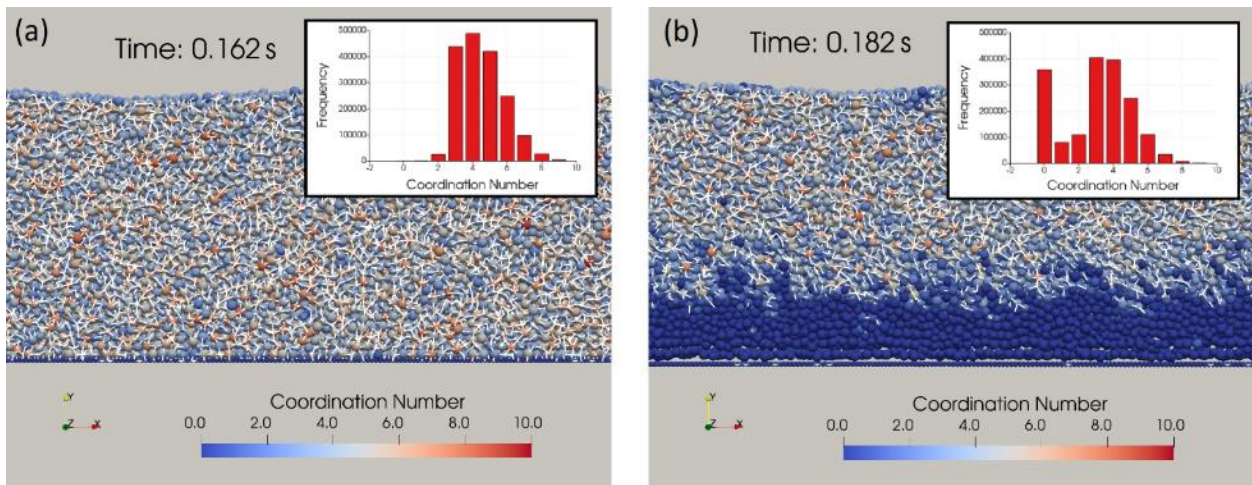 (a)
Time: 0.162 s
Frequency
500000
400000
300000
200000
100000
0
-2 0 2 4 6 8 10
Coordination Number
Y
Z X
Coordination Number
0.0 2.0 4.0 6.0 8.0 10.0
(b)
Time: 0.182 s
Frequency
500000
400000
300000
200000
100000
0
-2 0 2 4 6 8 10
Coordination Number
Y
Z X
Coordination Number
0.0 2.0 4.0 6.0 8.0 10.0